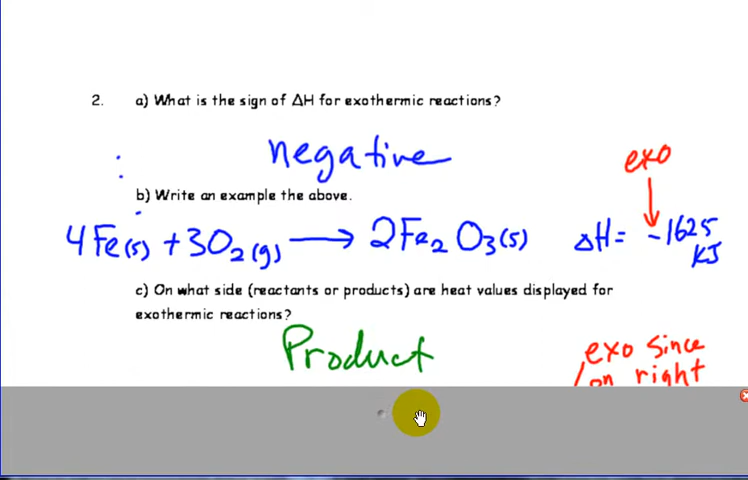 2. a) What is the sign of ΔH for exothermic reactions?
negative
exo
b) Write an example the above.
4Fe(s) + 3O₂(g) → 2Fe₂O₃(s) ΔH = -1625 KJ
c) On what side (reactants or products) are heat values displayed for
exothermic reactions?
Product
exo since
on right